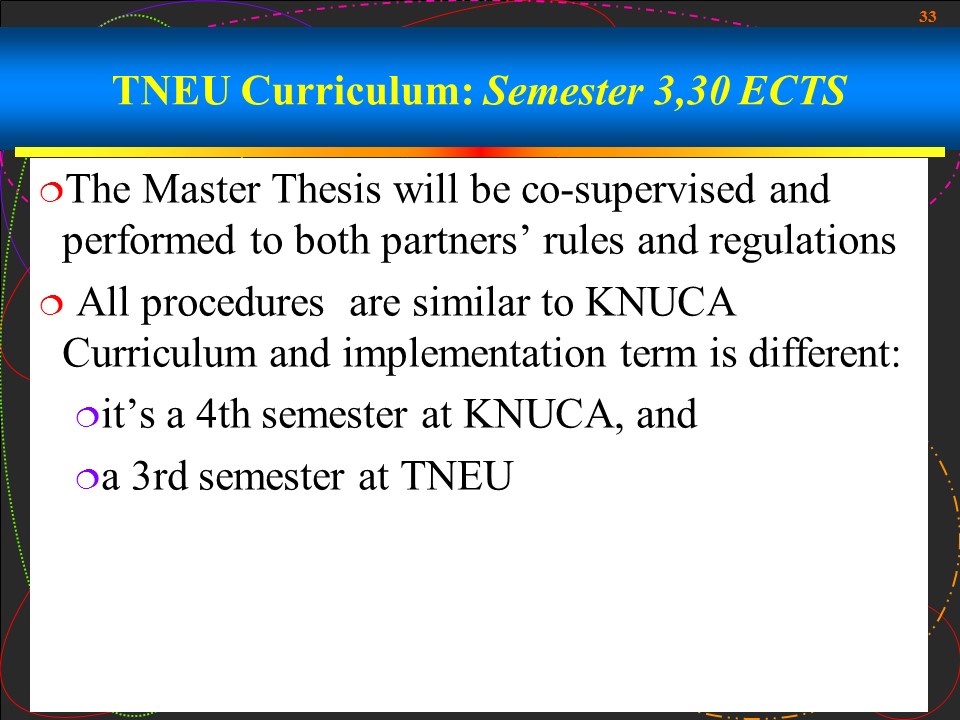 33
TNEU Curriculum: Semester 3,30 ECTS
The Master Thesis will be co-supervised and
performed to both partners’ rules and regulations
All procedures  are similar to KNUCA
Curriculum and implementation term is different:
it’s a 4th semester at KNUCA, and
a 3rd semester at TNEU